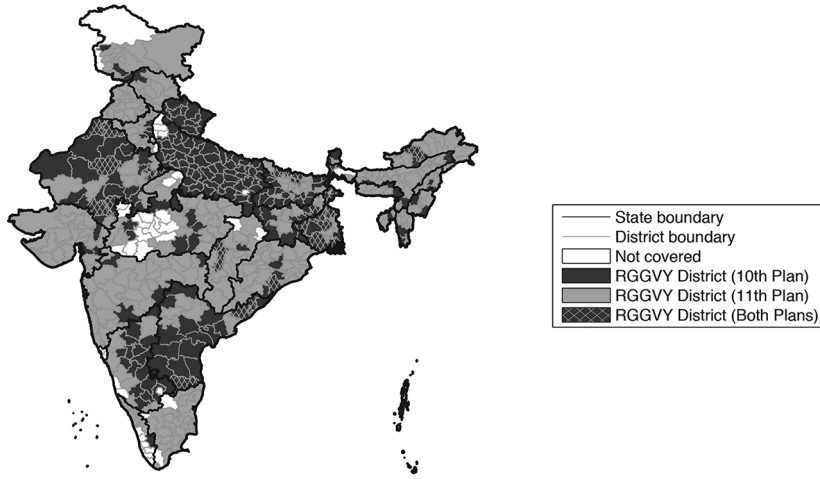 State boundary
District boundary
Not covered
RGGVY District (10th Plan)
RGGVY District (11th Plan)
RGGVY District (Both Plans)